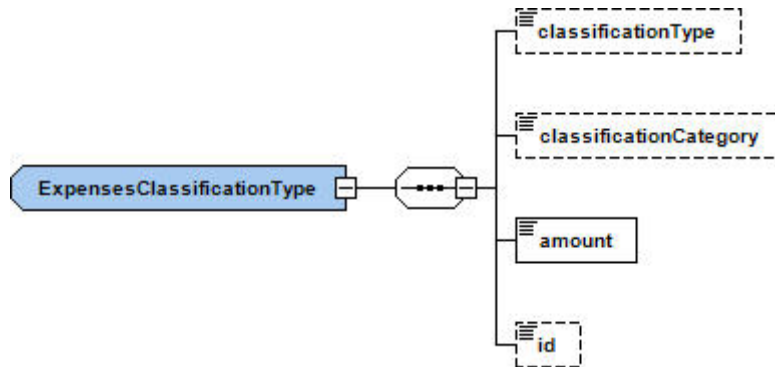 classificationType
classificationCategory
ExpensesClassificationType
amount
id